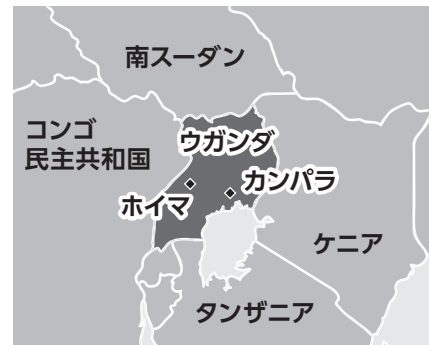 南スーダン
コンゴ
民主共和国
ウガンダ
カンパラ
ホイマ
ケニア
タンザニア